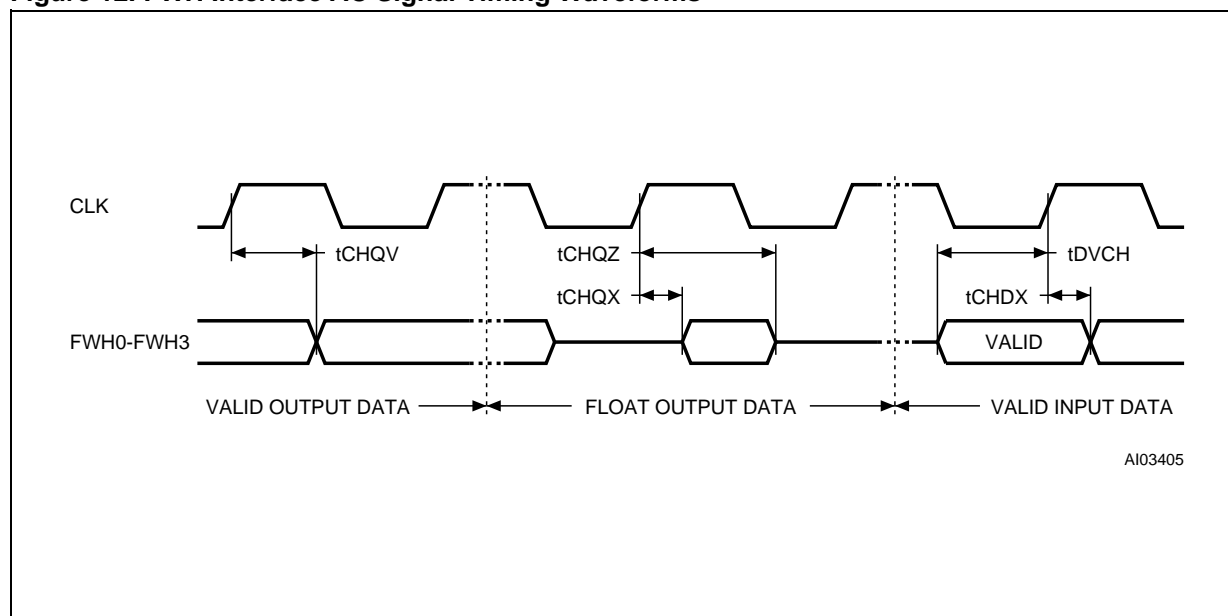 Figure 12. FWH Interface AC Signal Timing Waveforms
CLK
tCHQV
tCHQZ
tDVCH
tCHQX
tCHDX
FWH0-FWH3
VALID
VALID OUTPUT DATA
FLOAT OUTPUT DATA
VALID INPUT DATA
AI03405